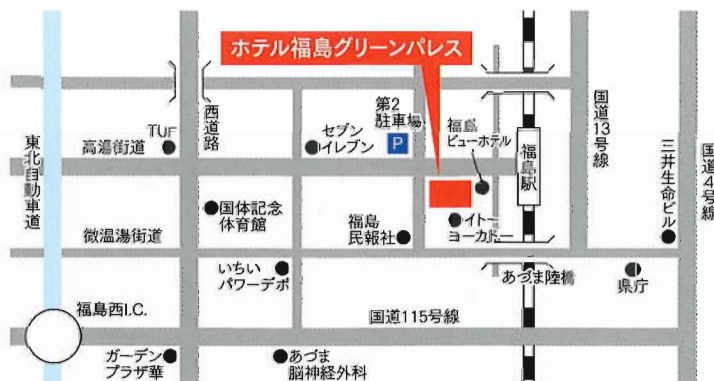 ホテル福島グリーンパレス
第2
駐車場
P
セブン
イレブン
福島
ビューホテル
福島駅
国道13号線
国道4号線
三井生命ビル
西道路
TUF
高湯街道
東北自動車道
国体記念
体育館
微温湯街道
福島
民報社
イトー
ヨーカドー
いちい
パワーデポ
あづま陸橋
県庁
福島西I.C.
国道115号線
ガーデン
プラザ華
あづま
脳神経外科